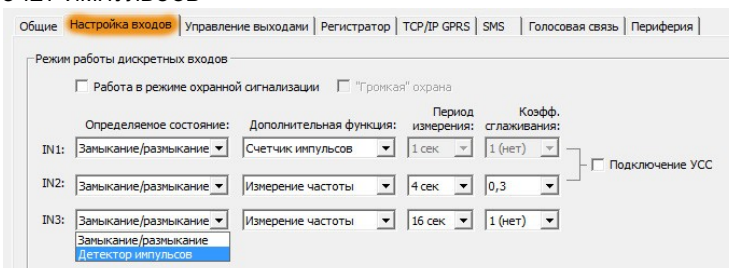 Общие Настройка входов Управление выходами Регистратор TCP/IP GPRS SMS Голосовая связь Периферия
Режим работы дискретных входов
Работа в режиме охранной сигнализации "Громкая" охрана
Период Коэфф.
Определяемое состояние: Дополнительная функция: измерения: сглаживания:
IN1: Замыкание/размыкание Счетчик импульсов 1 сек 1 (нет)
Подключение УСС
IN2: Замыкание/размыкание Измерение частоты 4 сек 0,3
IN3: Замыкание/размыкание Измерение частоты 16 сек 1 (нет)
Замыкание/размыкание
Детектор импульсов